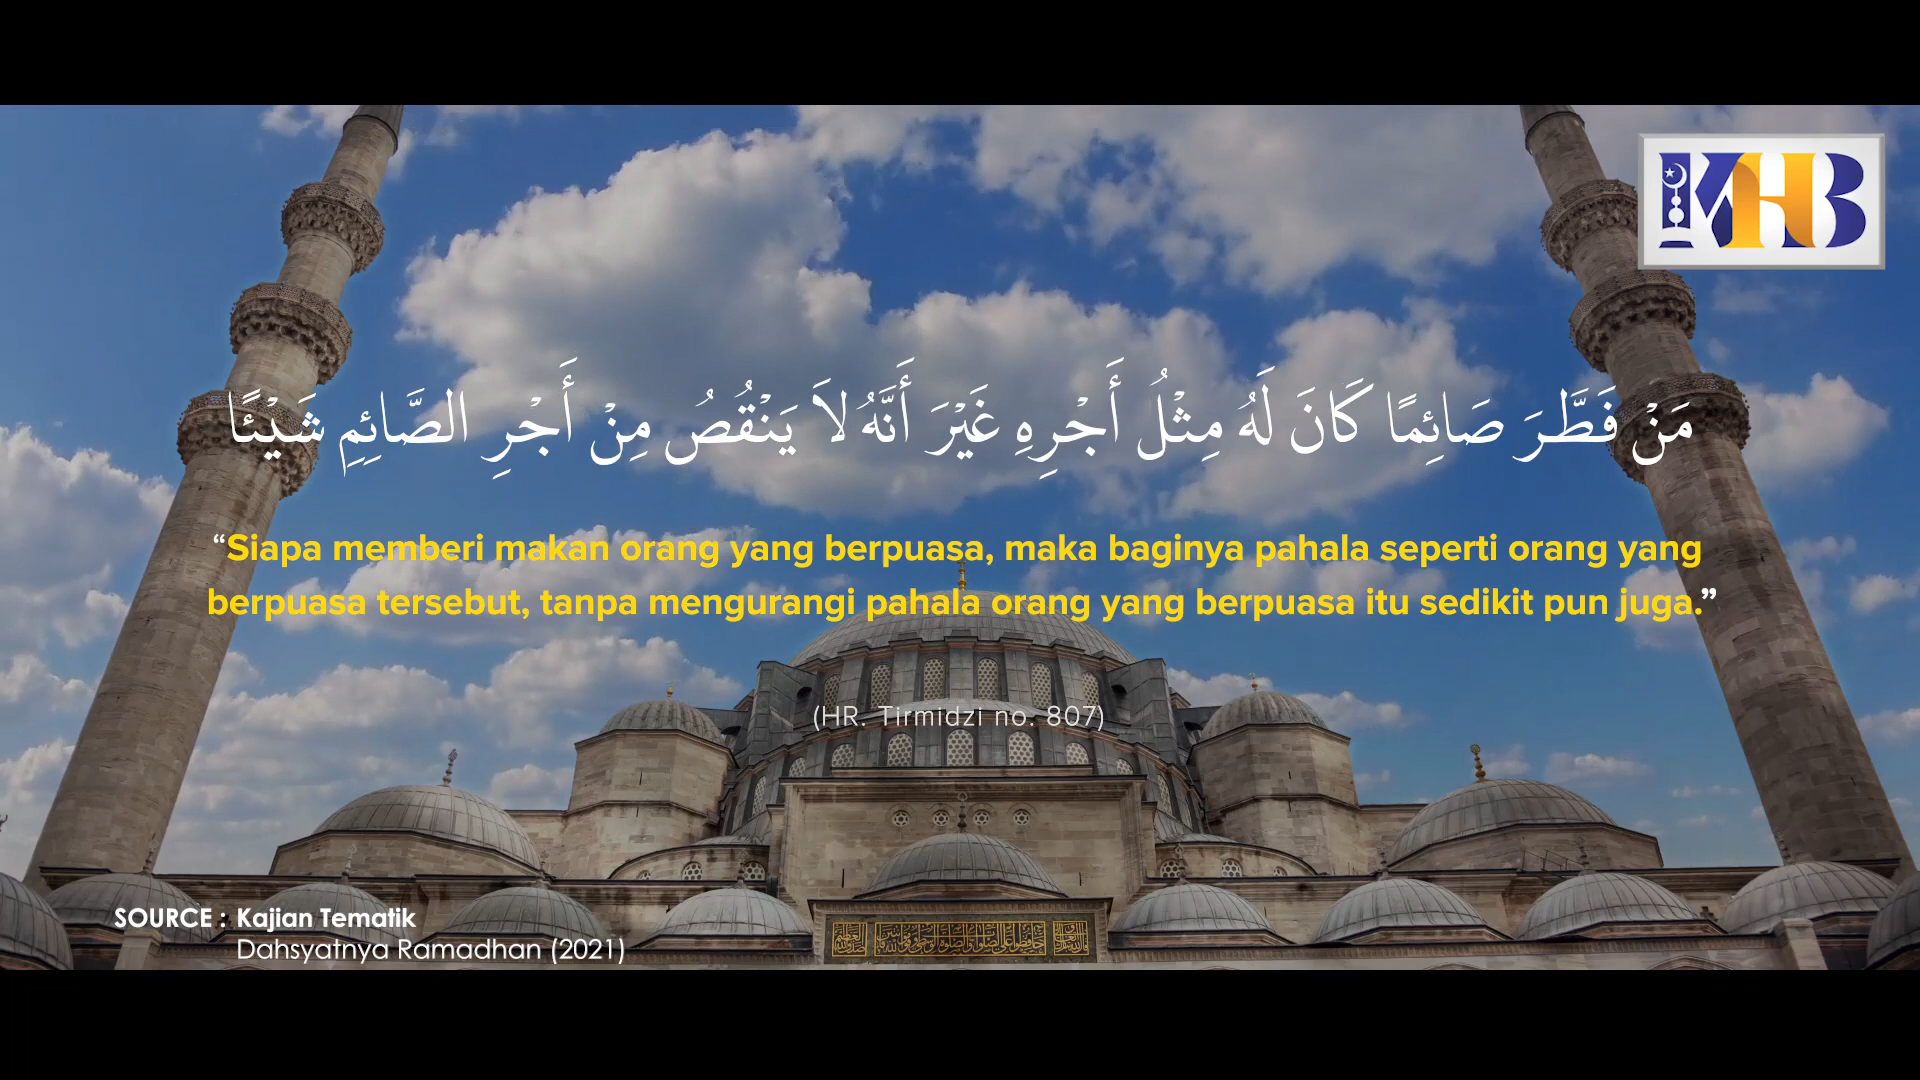 KHB
مَنْ فَطَّرَ صَائِمًا كَانَ لَهُ مِثْلُ أَجْرِهِ غَيْرَ أَنَّهُ لاَ يَنْقُصُ مِنْ أَجْرِ الصَّائِمِ شَيْئًا
“Siapa memberi makan orang yang berpuasa, maka baginya pahala seperti orang yang
berpuasa tersebut, tanpa mengurangi pahala orang yang berpuasa itu sedikit pun juga.”
(HR. Tirmidzi no. 807)
SOURCE : Kajian Tematik
Dahsyatnya Ramadhan (2021)